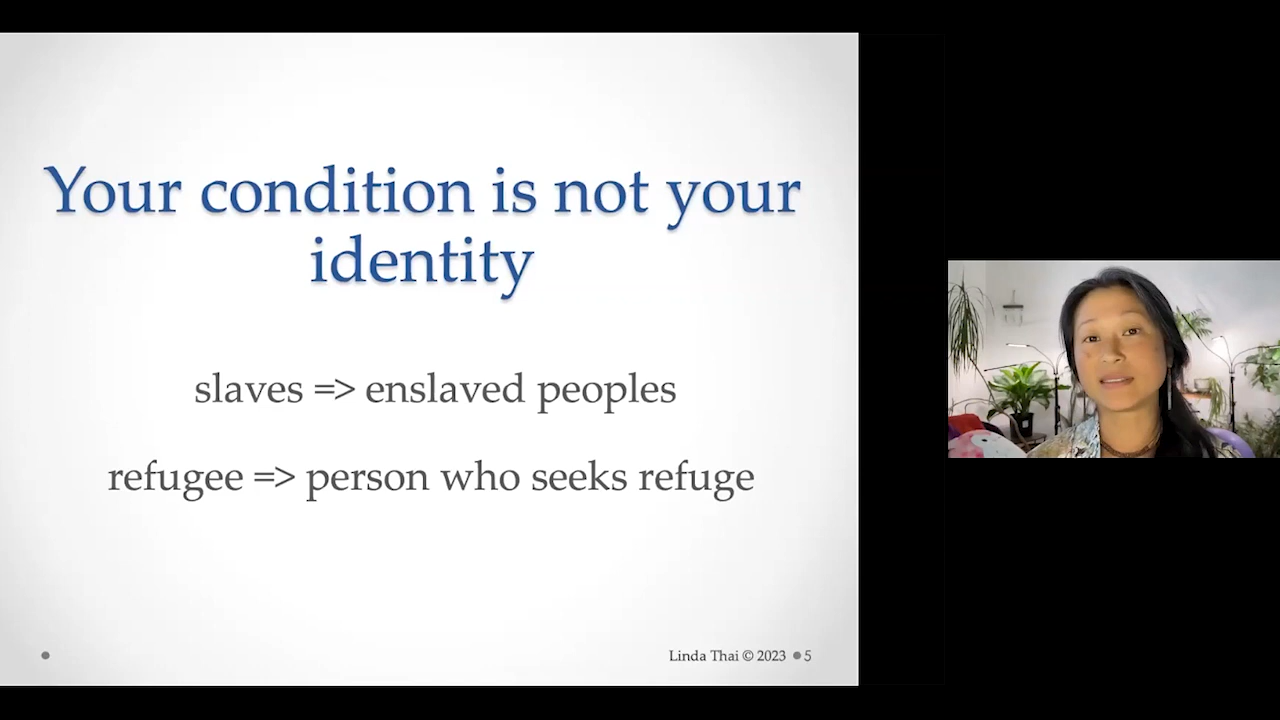 Your condition is not your
identity
slaves => enslaved peoples
refugee => person who seeks refuge
Linda Thai © 2023 • 5